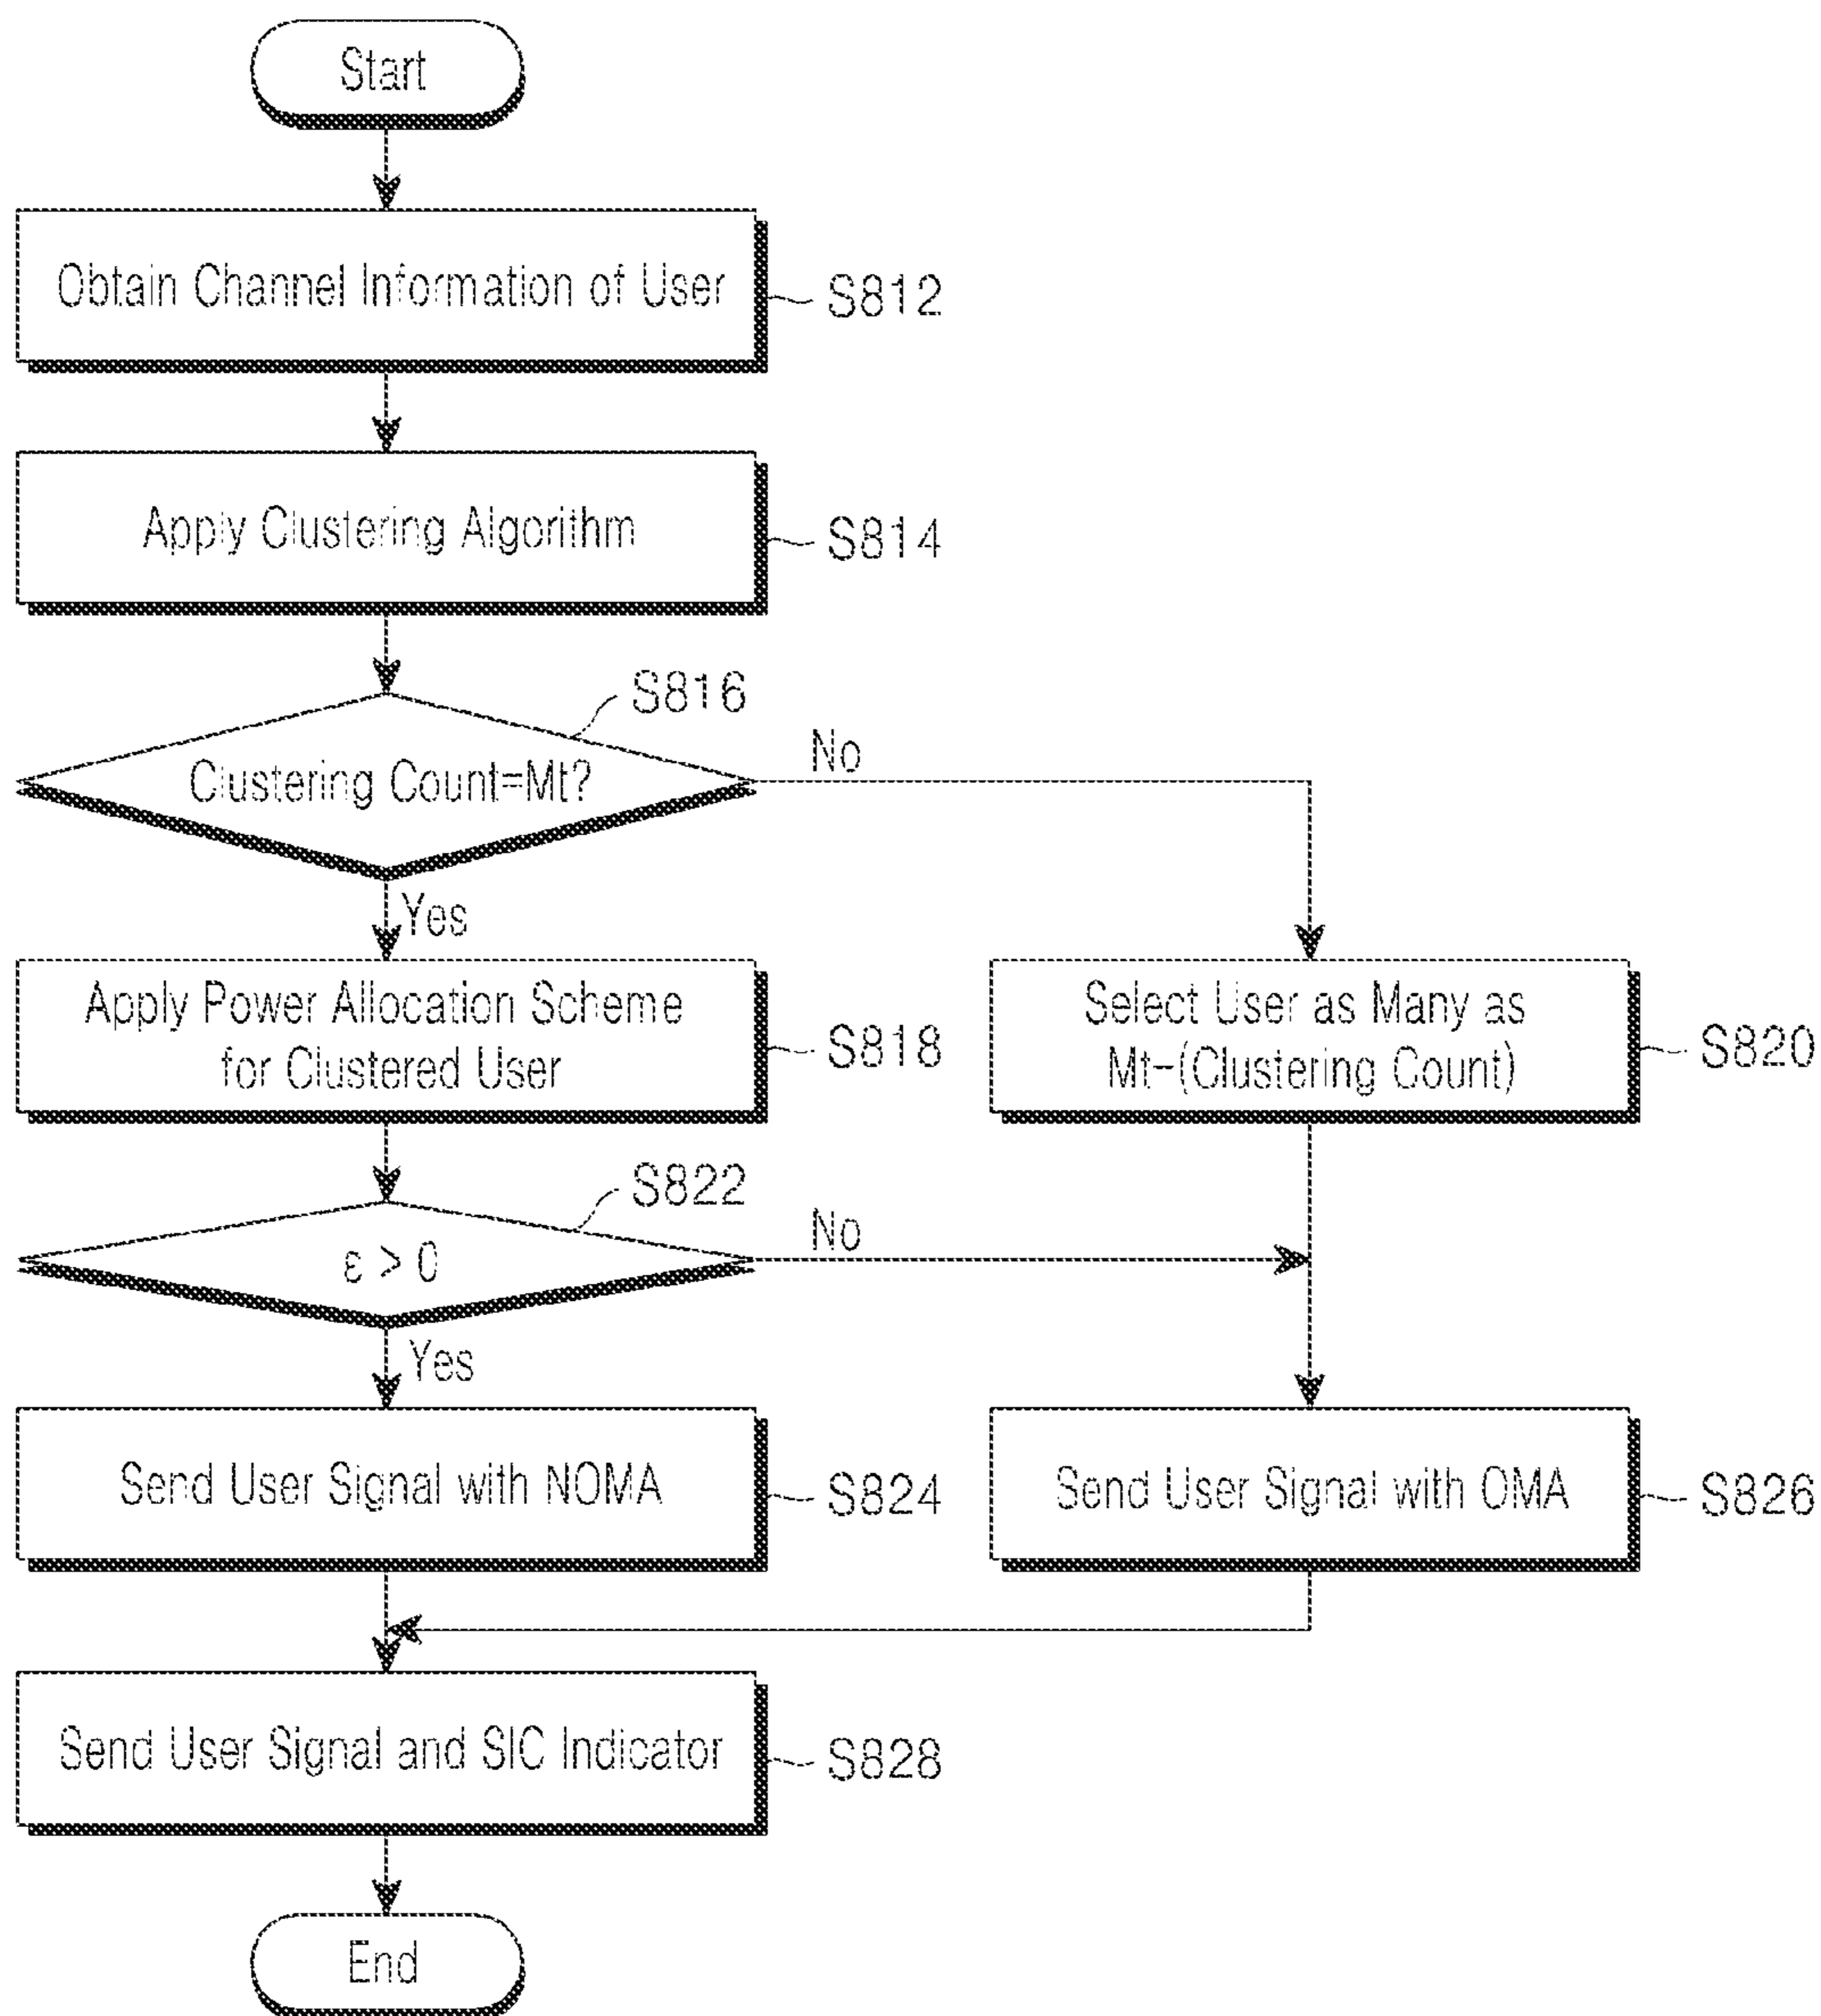 Start
Obtain Channel Information of User
S812
Apply Clustering Algorithm
S814
S816
Clustering Count=Mt?
No
Yes
Apply Power Allocation Scheme
for Clustered User
S818
Select User as Many as
Mt-(Clustering Count)
S820
S822
ε > 0
No
Yes
Send User Signal with NOMA
S824
Send User Signal with OMA
S826
Send User Signal and SIC Indicator
S828
End